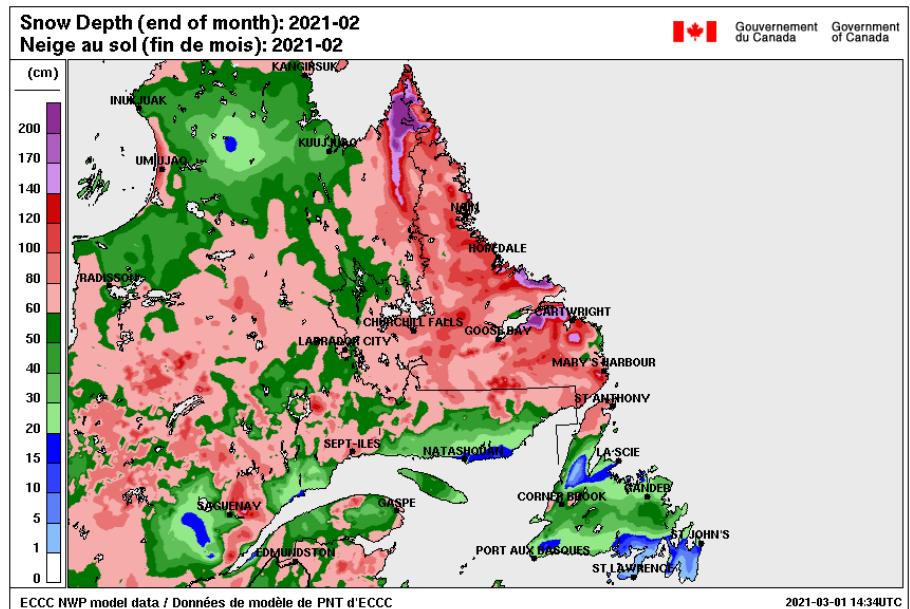 Snow Depth (end of month): 2021-02
Neige au sol (fin de mois): 2021-02
Gouvernement du Canada
Government of Canada
(cm)
200
170
140
120
100
80
60
50
40
30
20
15
10
5
1
0
KANGIRSUK
INUKJUAK
KUUJJUAQ
UMIUJAQ
NAIN
HOPEDALE
RADISSON
CARTWRIGHT
CHURCHILL FALLS
GOOSE BAY
LABRADOR CITY
MARY'S HARBOUR
ST ANTHONY
SEPT-ILES
NATASHQUAN
LA SCIE
GANDER
CORNER BROOK
SAGUENAY
GASPE
ST JOHN'S
EDMUNDSTON
PORT AUX BASQUES
ST LAWRENCE
ECCC NWP model data / Données de modèle de PNT d'ECCC
2021-03-01 14:34UTC